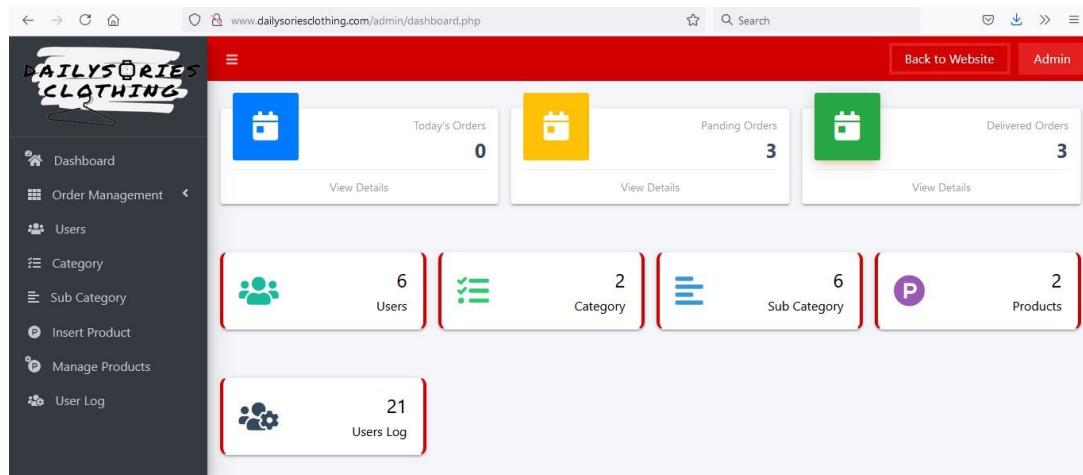 www.dailysoriesclothing.com/admin/dashboard.php
Search
DAILYSORIES
CLOTHING
Back to Website
Admin
Dashboard
Order Management
Users
Category
Sub Category
P Insert Product
P Manage Products
User Log
Today's Orders
0
View Details
Panding Orders
3
View Details
Delivered Orders
3
View Details
6
Users
2
Category
6
Sub Category
P
2
Products
21
Users Log